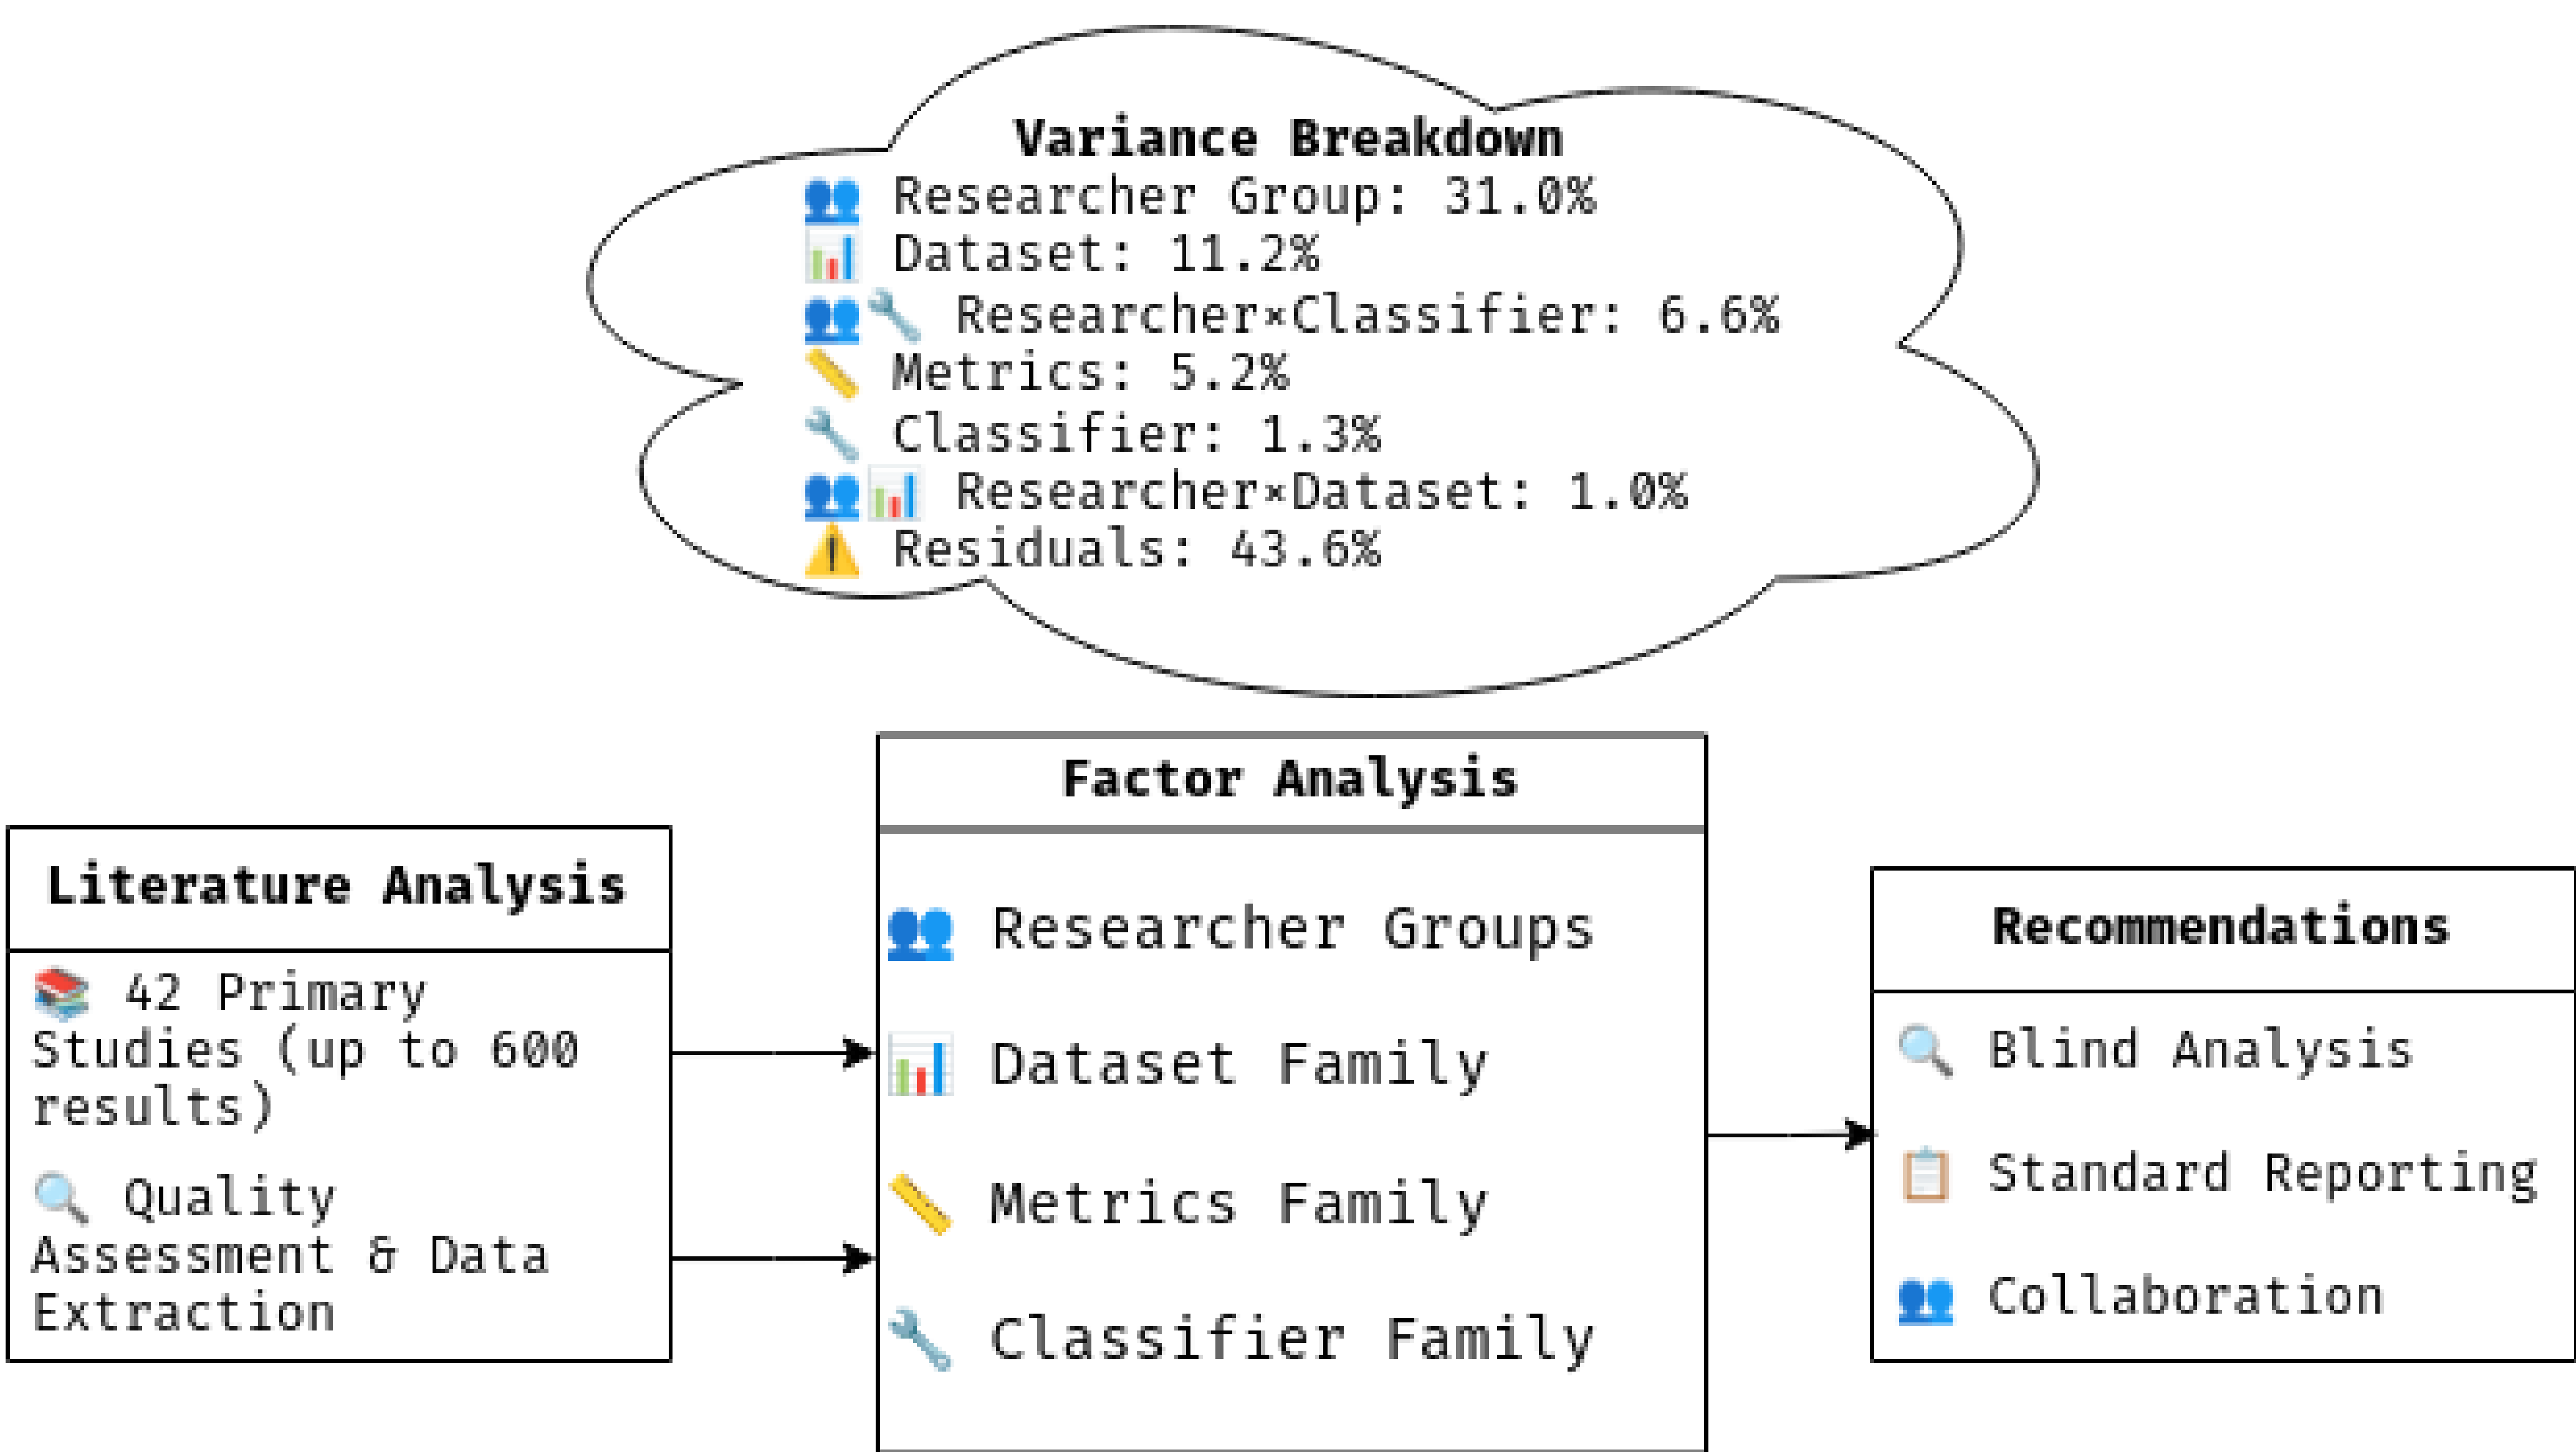 Variance Breakdown
👥 Researcher Group: 31.0%
📊 Dataset: 11.2%
👥🔧 Researcher×Classifier: 6.6%
📏 Metrics: 5.2%
🔧 Classifier: 1.3%
👥📊 Researcher×Dataset: 1.0%
⚠️ Residuals: 43.6%
Literature Analysis
📚 42 Primary
Studies (up to 600
results)
🔍 Quality
Assessment & Data
Extraction
Factor Analysis
👥 Researcher Groups
📊 Dataset Family
📏 Metrics Family
🔧 Classifier Family
Recommendations
🔍 Blind Analysis
📋 Standard Reporting
👥 Collaboration